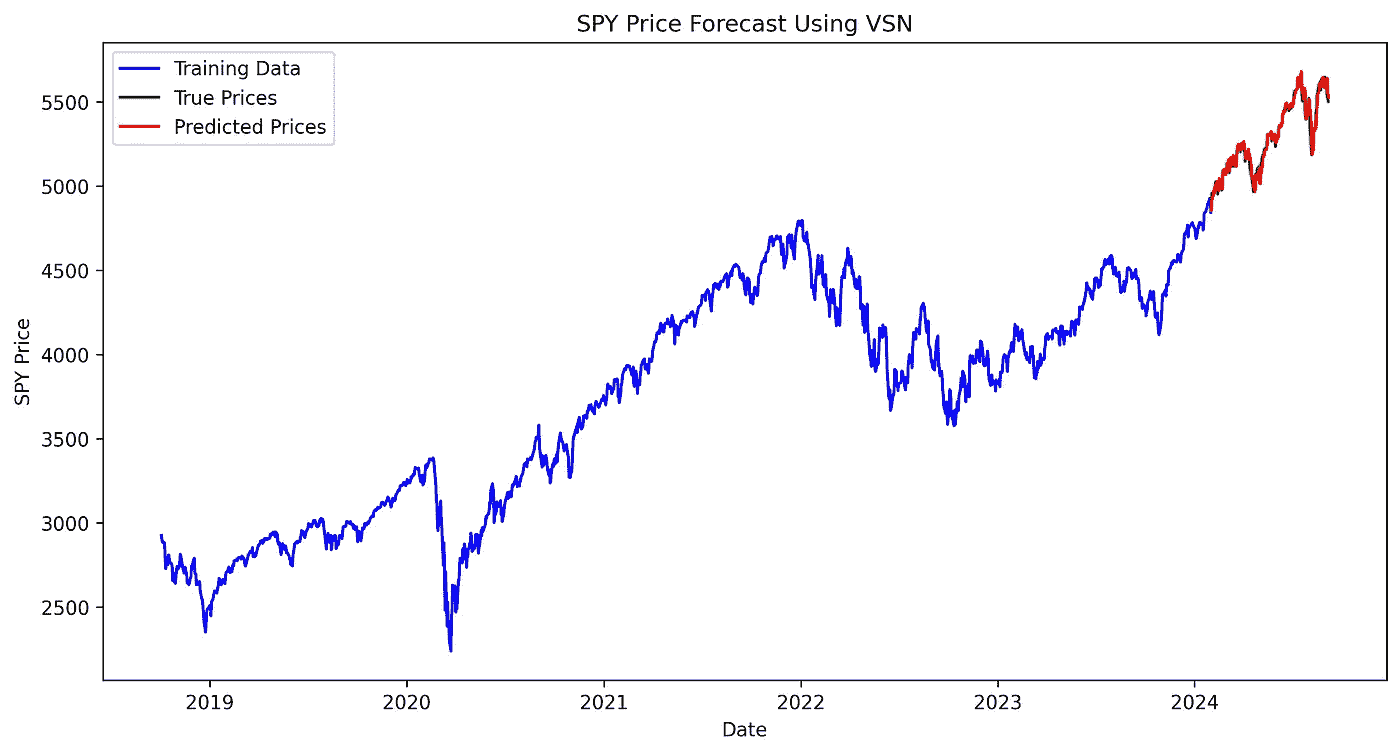 SPY Price Forecast Using VSN
Training Data
True Prices
Predicted Prices
SPY Price
5500
5000
4500
4000
3500
3000
2500
2019 2020 2021 2022 2023 2024
Date